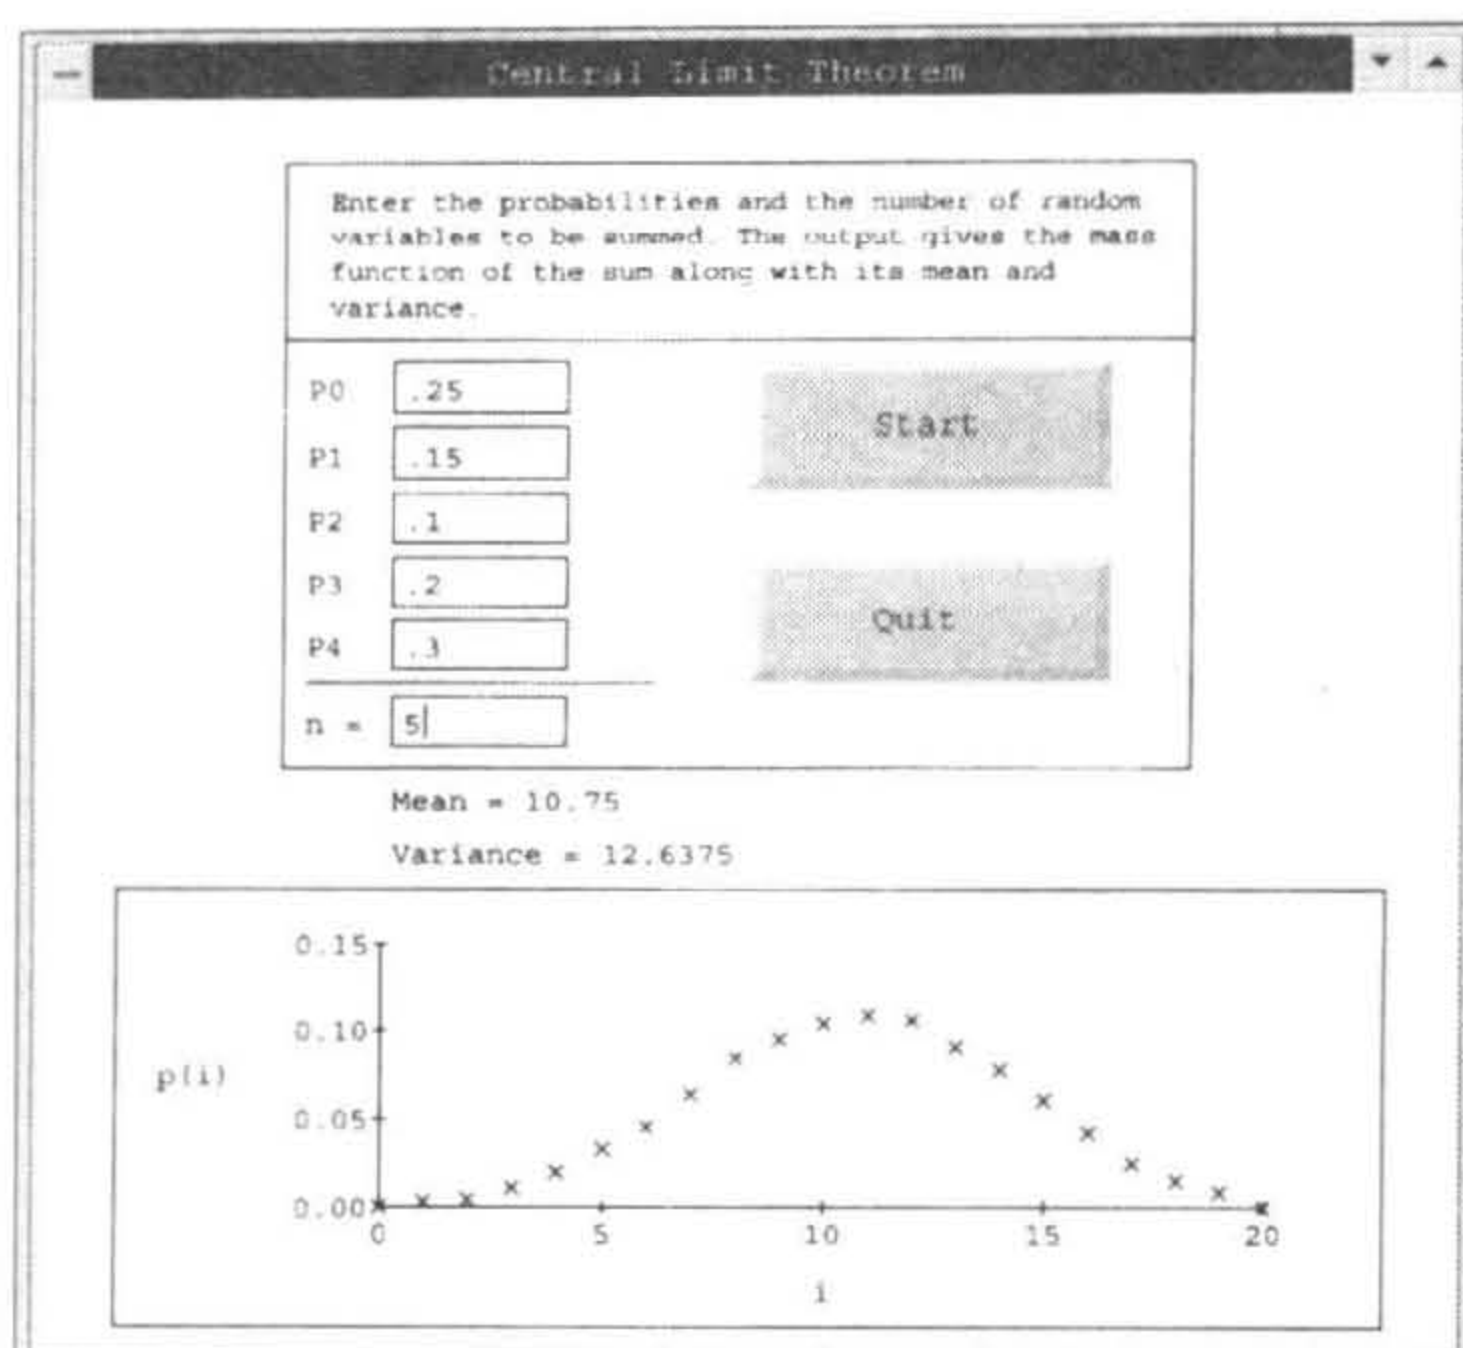 Central Limit Theorem
Enter the probabilities and the number of random
variables to be summed. The output gives the mass
function of the sum along with its mean and
variance.
P0 .25
Start
P1 .15
P2 .1
P3 .2
Quit
P4 .3
n = 5
Mean = 10.75
Variance = 12.6375
0.15
0.10
p(i)
0.05
0.00
0 5 10 15 20
i